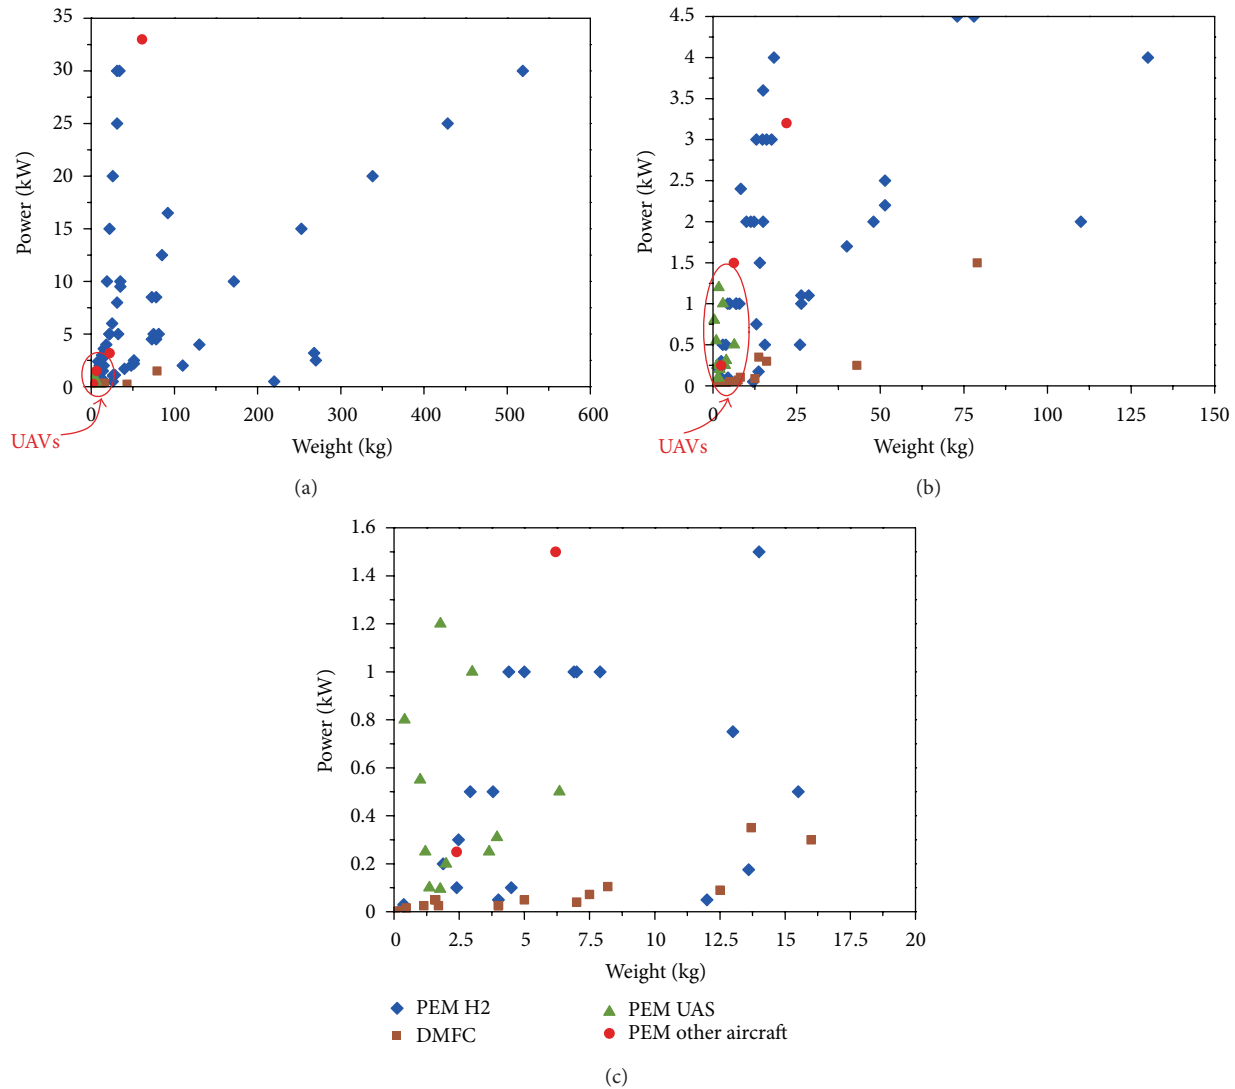 (a)
35
30
25
20
15
10
5
0
Power (kW)
0 100 200 300 400 500 600
Weight (kg)
UAVs
(a)
(b)
4.5
4
3.5
3
2.5
2
1.5
1
0.5
0
Power (kW)
0 25 50 75 100 125 150
Weight (kg)
UAVs
(b)
1.6
1.4
1.2
1
0.8
0.6
0.4
0.2
0
Power (kW)
0 2.5 5 7.5 10 12.5 15 17.5 20
Weight (kg)
PEM H2 PEM UAS
DMFC PEM other aircraft
(c)